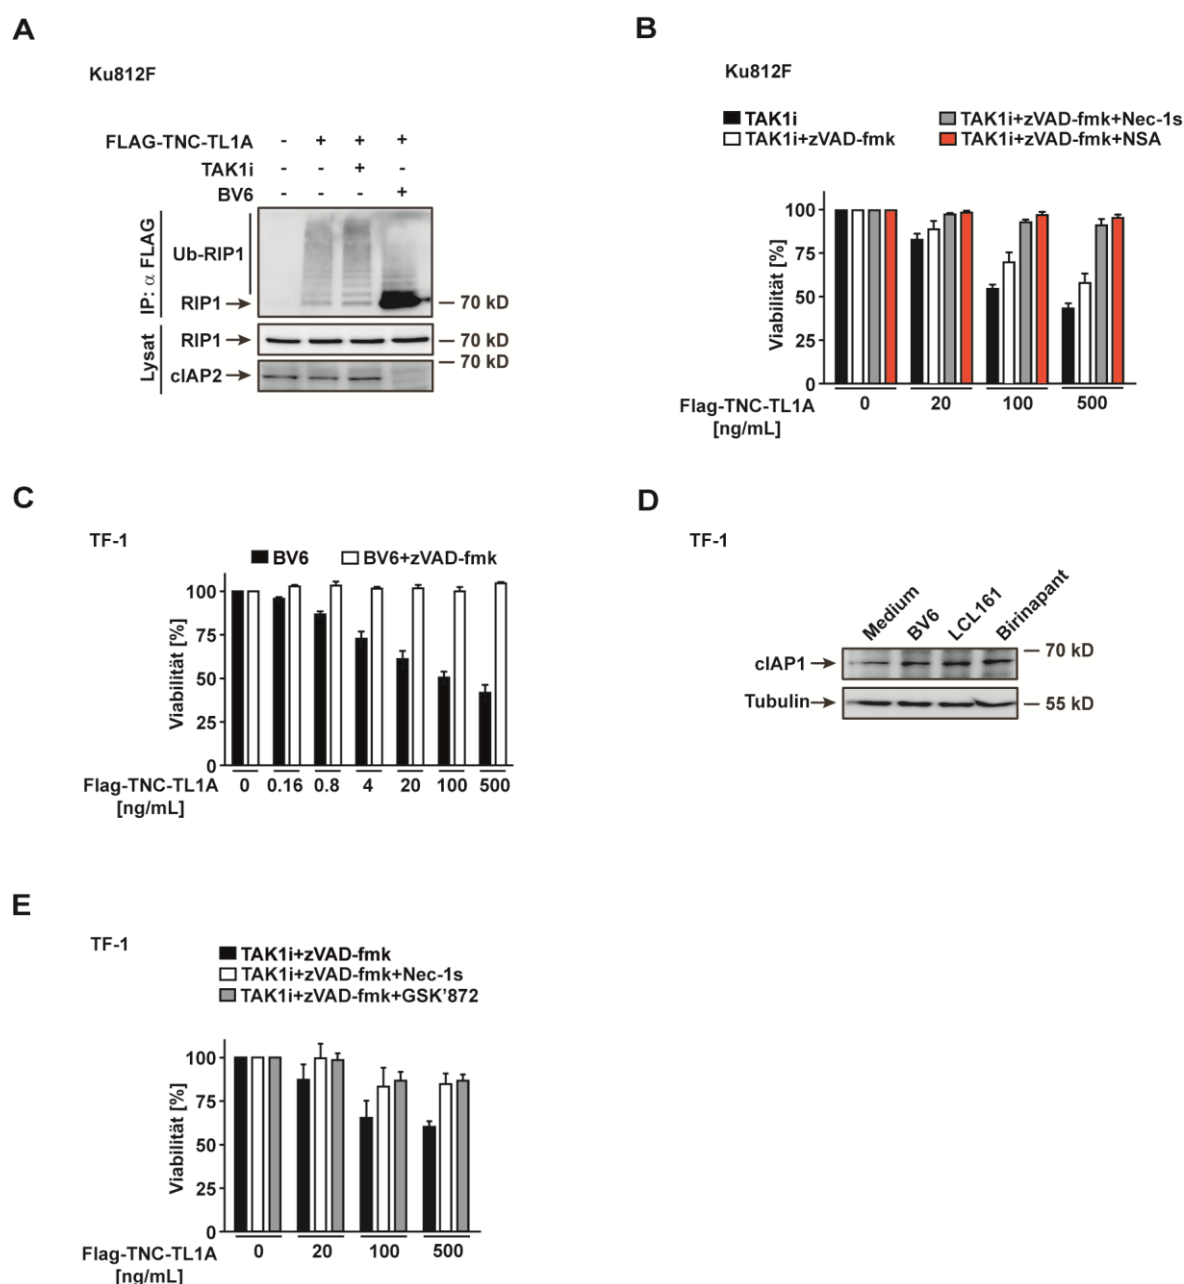 A
Ku812F
FLAG-TNC-TL1A - + + +
TAK1i - - + -
BV6 - - - +
IP: α FLAG
Ub-RIP1
RIP1 70 kD
Lysat
RIP1 70 kD
70 kD
cIAP2
B
Ku812F
TAK1i TAK1i+zVAD-fmk+Nec-1s
TAK1i+zVAD-fmk TAK1i+zVAD-fmk+NSA
Viabilität [%]
100
75
50
25
0
Flag-TNC-TL1A 0 20 100 500
[ng/mL]
C
TF-1
BV6 BV6+zVAD-fmk
Viabilität [%]
100
75
50
25
0
Flag-TNC-TL1A 0 0.16 0.8 4 20 100 500
[ng/mL]
D
TF-1
Medium BV6 LCL161 Birinapant
cIAP1 70 kD
Tubulin 55 kD
E
TF-1
TAK1i+zVAD-fmk
TAK1i+zVAD-fmk+Nec-1s
TAK1i+zVAD-fmk+GSK'872
Viabilität [%]
100
75
50
25
0
Flag-TNC-TL1A 0 20 100 500
[ng/mL]